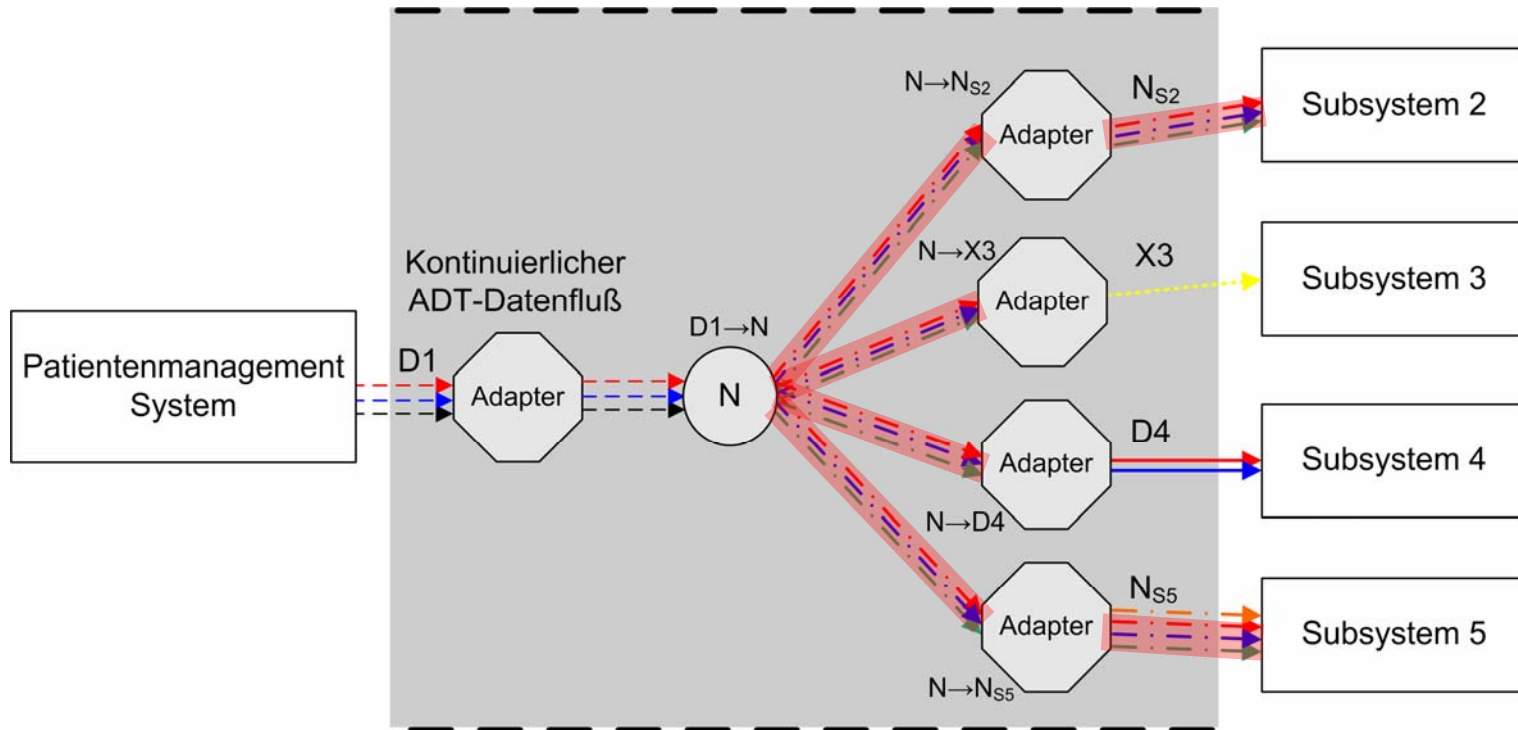 N→NS2
NS2
Adapter
Subsystem 2
N→X3
X3
Adapter
Subsystem 3
Kontinuierlicher
ADT-Datenfluß
D1→N
Patientenmanagement
System
D1
Adapter
N
D4
Adapter
Subsystem 4
N→D4
NS5
Adapter
Subsystem 5
N→NS5